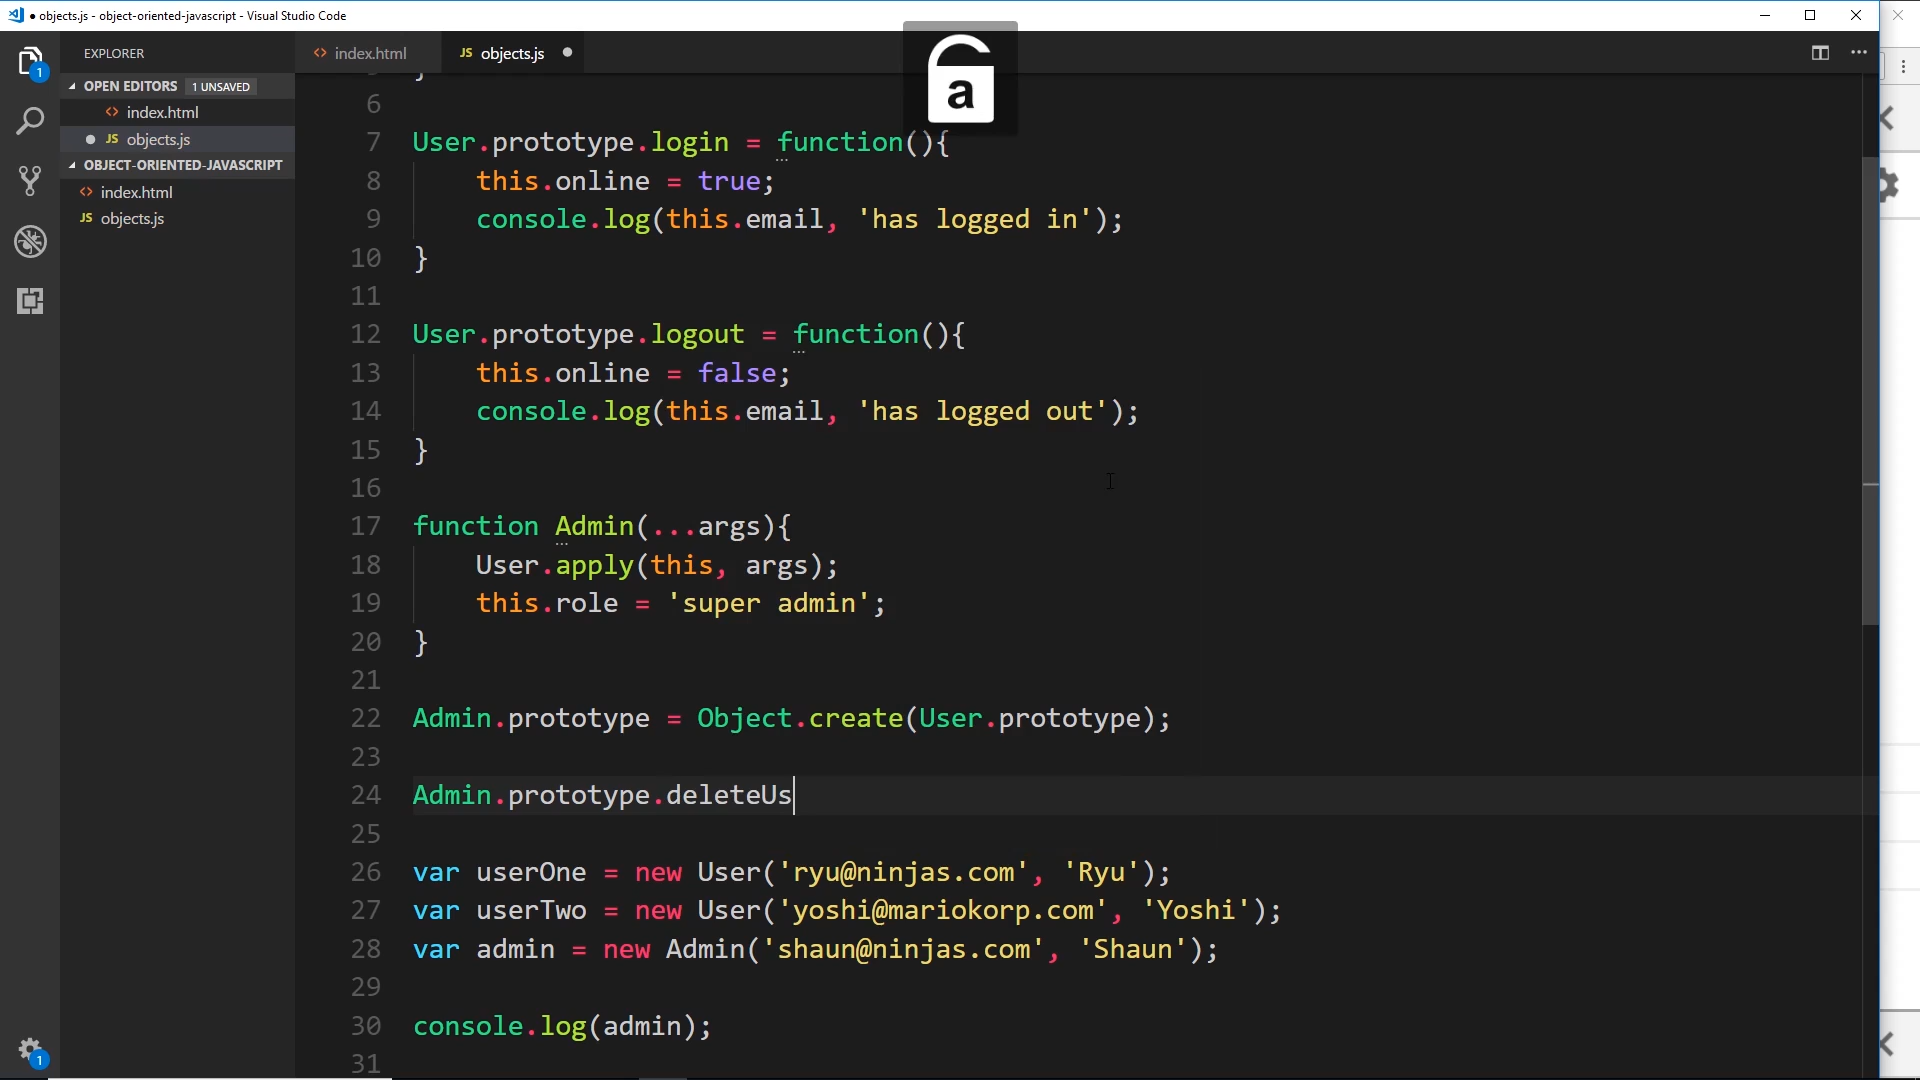 ● objects.js - object-oriented-javascript - Visual Studio Code
EXPLORER
OPEN EDITORS 1 UNSAVED
<> index.html
● JS objects.js
OBJECT-ORIENTED-JAVASCRIPT
<> index.html
JS objects.js
1
1
<> index.html
JS objects.js ●
a
6
7 User.prototype.login = function(){
8 this.online = true;
9 console.log(this.email, 'has logged in');
10 }
11
12 User.prototype.logout = function(){
13 this.online = false;
14 console.log(this.email, 'has logged out');
15 }
16
17 function Admin(...args){
18 User.apply(this, args);
19 this.role = 'super admin';
20 }
21
22 Admin.prototype = Object.create(User.prototype);
23
24 Admin.prototype.deleteUs
25
26 var userOne = new User('ryu@ninjas.com', 'Ryu');
27 var userTwo = new User('yoshi@mariokorp.com', 'Yoshi');
28 var admin = new Admin('shaun@ninjas.com', 'Shaun');
29
30 console.log(admin);
31